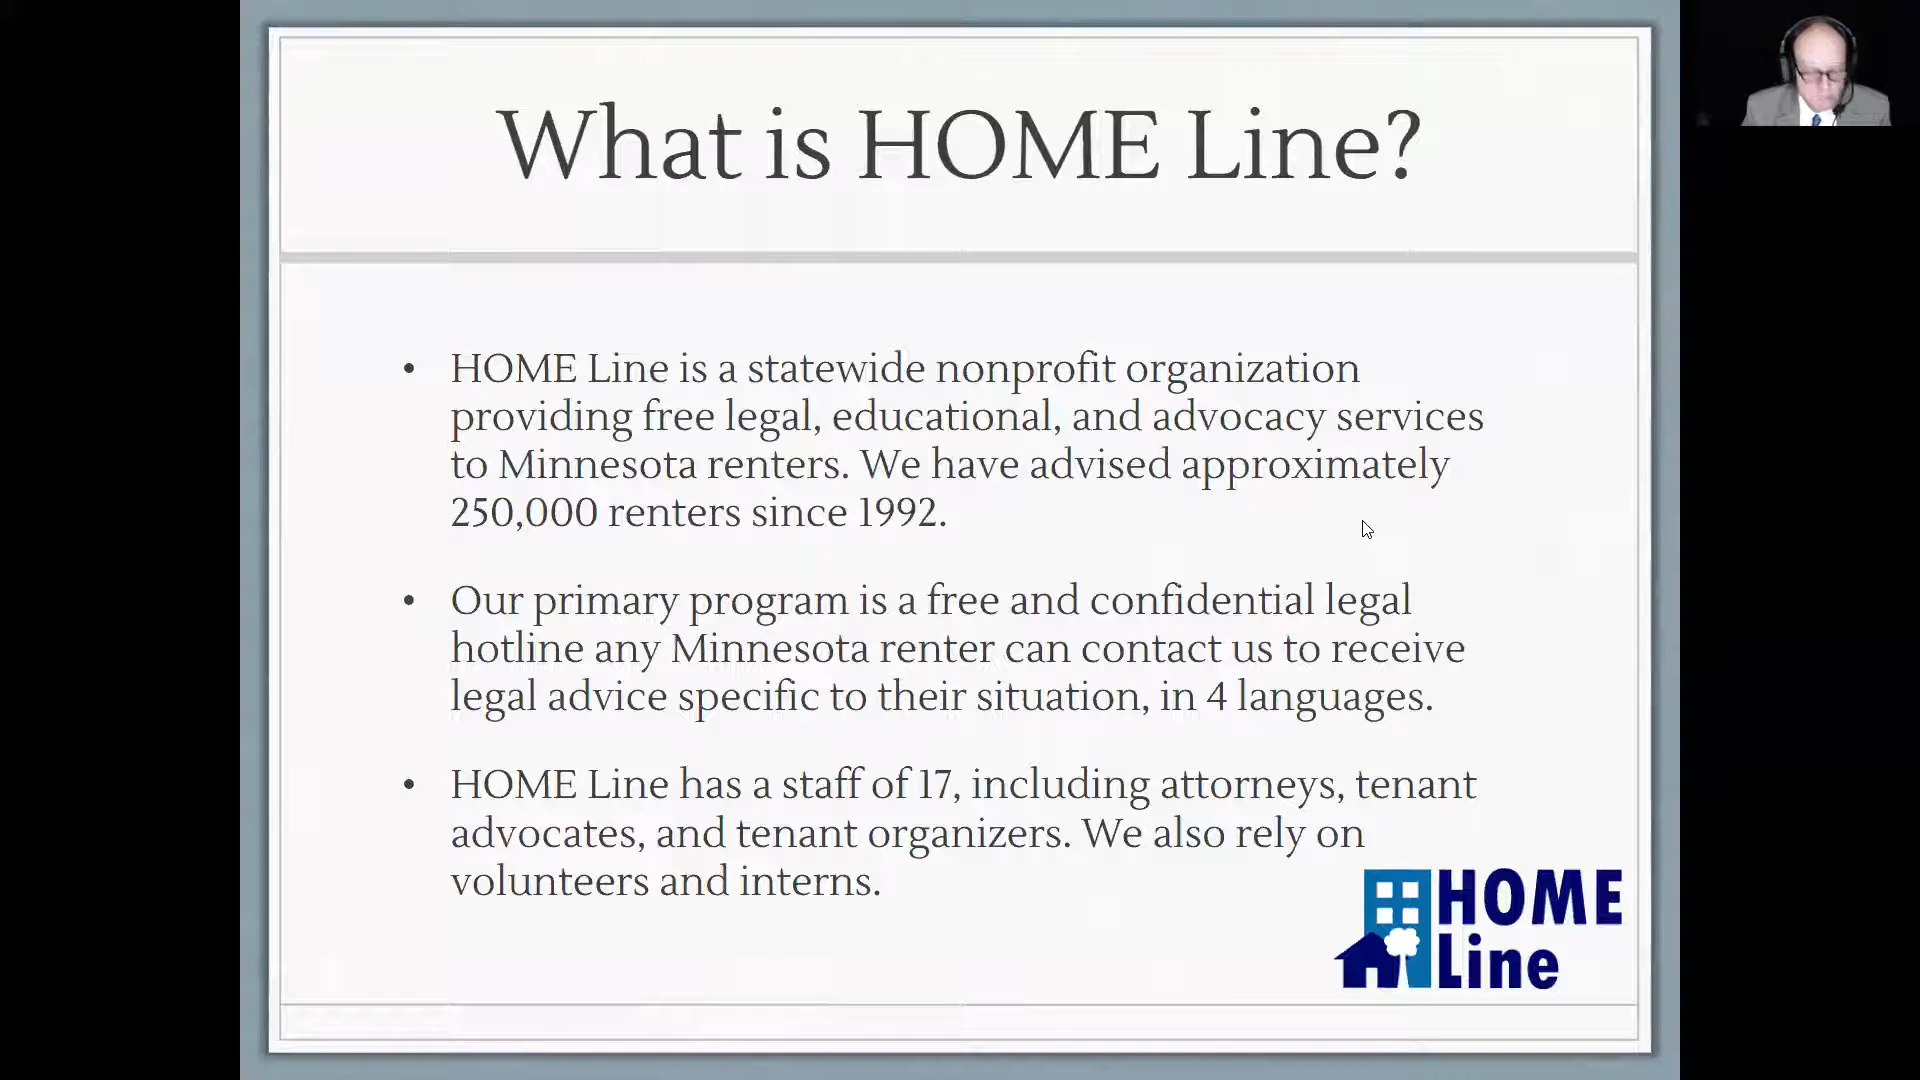 What is HOME Line?
• HOME Line is a statewide nonprofit organization
providing free legal, educational, and advocacy services
to Minnesota renters. We have advised approximately
250,000 renters since 1992.
• Our primary program is a free and confidential legal
hotline any Minnesota renter can contact us to receive
legal advice specific to their situation, in 4 languages.
• HOME Line has a staff of 17, including attorneys, tenant
advocates, and tenant organizers. We also rely on
volunteers and interns.
HOME
Line